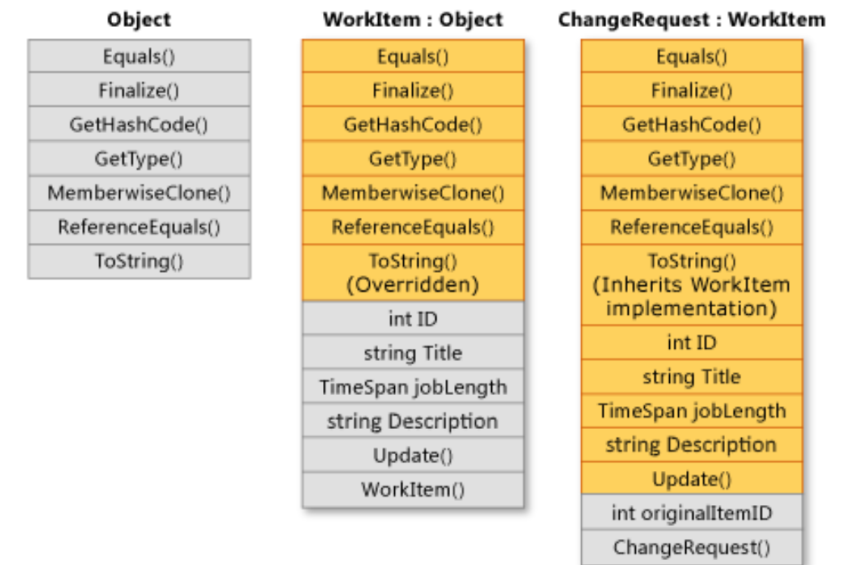 Object
Equals()
Finalize()
GetHashCode()
GetType()
MemberwiseClone()
ReferenceEquals()
ToString()
WorkItem : Object
Equals()
Finalize()
GetHashCode()
GetType()
MemberwiseClone()
ReferenceEquals()
ToString()
(Overridden)
int ID
string Title
TimeSpan jobLength
string Description
Update()
WorkItem()
ChangeRequest : WorkItem
Equals()
Finalize()
GetHashCode()
GetType()
MemberwiseClone()
ReferenceEquals()
ToString()
(Inherits WorkItem
implementation)
int ID
string Title
TimeSpan jobLength
string Description
Update()
int originalItemID
ChangeRequest()